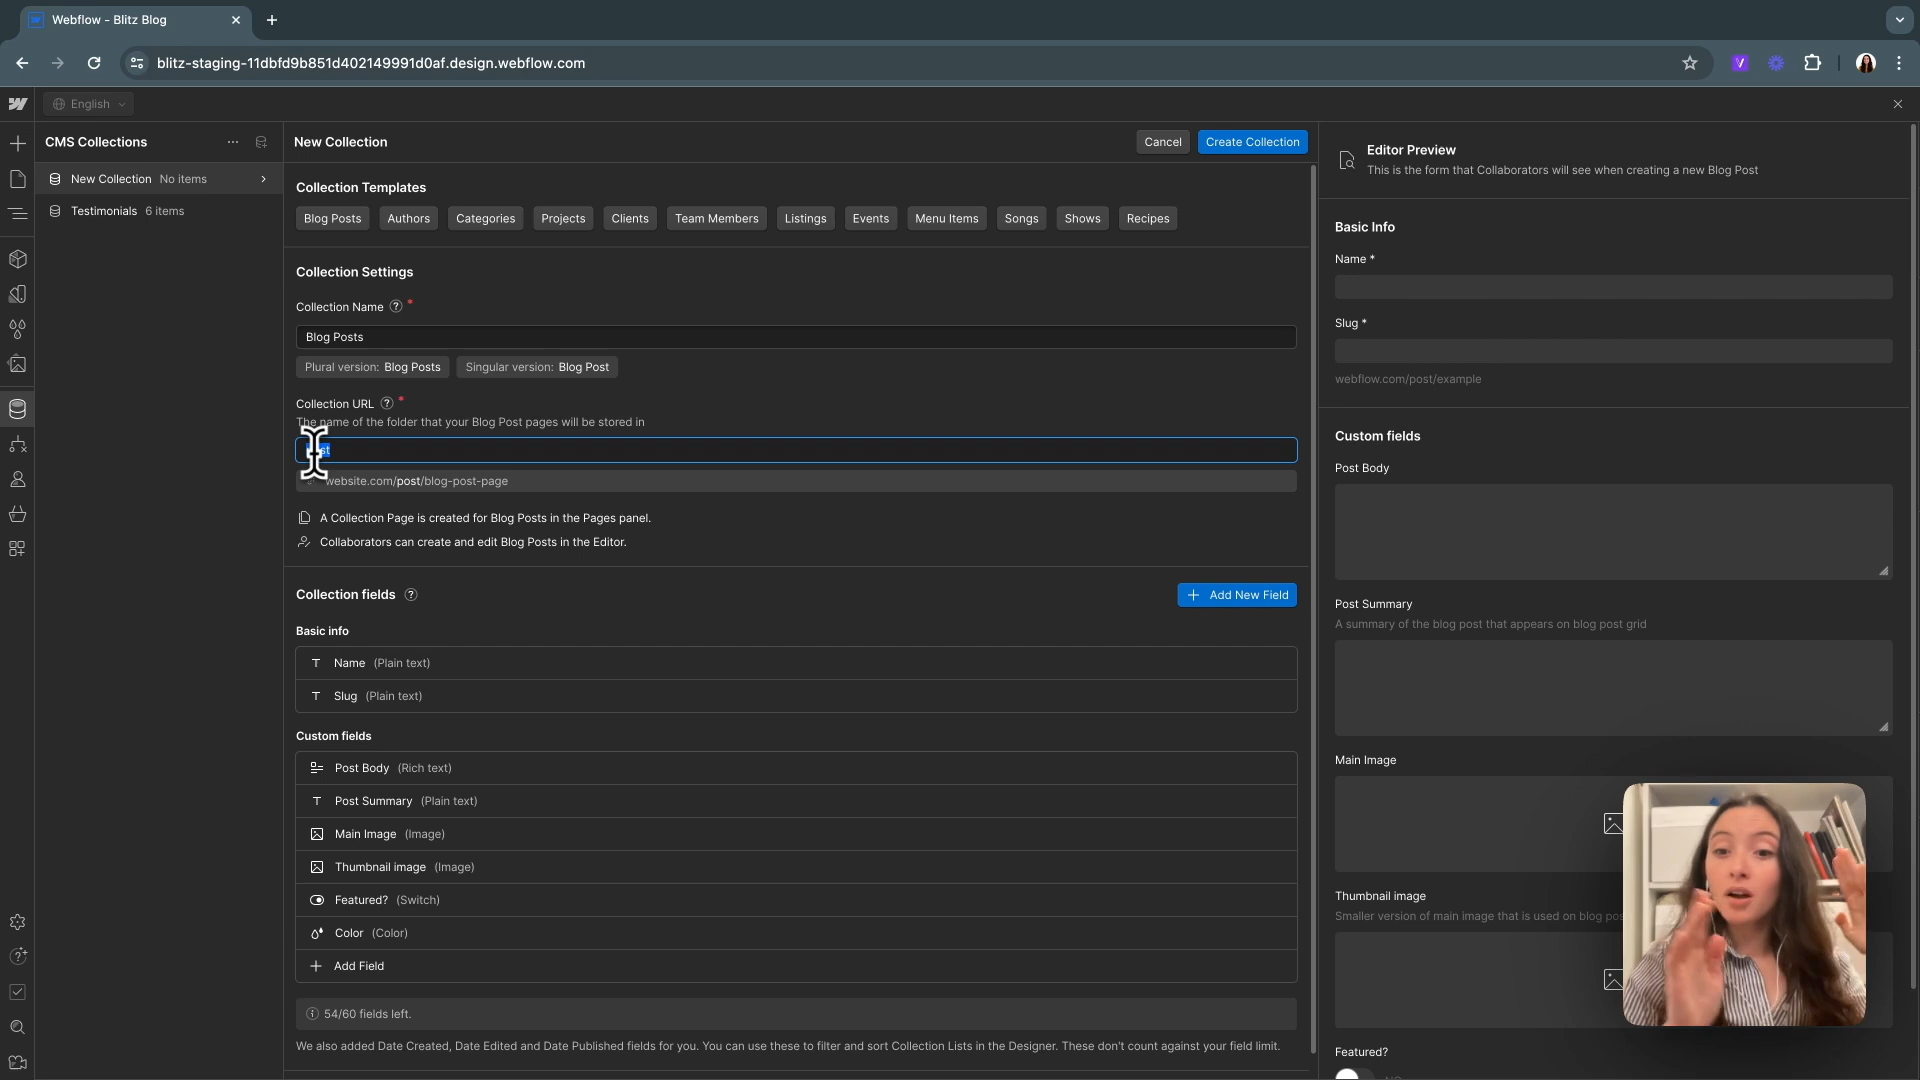 Webflow - Blitz Blog
blitz-staging-11dbfd9b851d402149991d0af.design.webflow.com
English
CMS Collections
New Collection No items
Testimonials 6 items
New Collection
Cancel
Create Collection
Collection Templates
Blog Posts Authors Categories Projects Clients Team Members Listings Events Menu Items Songs Shows Recipes
Collection Settings
Collection Name ? *
Blog Posts
Plural version: Blog Posts Singular version: Blog Post
Collection URL ? *
The name of the folder that your Blog Post pages will be stored in
website.com/post/blog-post-page
A Collection Page is created for Blog Posts in the Pages panel.
Collaborators can create and edit Blog Posts in the Editor.
Collection fields ?
+ Add New Field
Basic info
Name (Plain text)
Slug (Plain text)
Custom fields
Post Body (Rich text)
Post Summary (Plain text)
Main Image (Image)
Thumbnail image (Image)
Featured? (Switch)
Color (Color)
+ Add Field
54/60 fields left.
We also added Date Created, Date Edited and Date Published fields for you. You can use these to filter and sort Collection Lists in the Designer. These don't count against your field limit.
Editor Preview
This is the form that Collaborators will see when creating a new Blog Post
Basic Info
Name *
Slug *
webflow.com/post/example
Custom fields
Post Body
Post Summary
A summary of the blog post that appears on blog post grid
Main Image
Thumbnail image
Smaller version of main image that is used on blog
Featured?